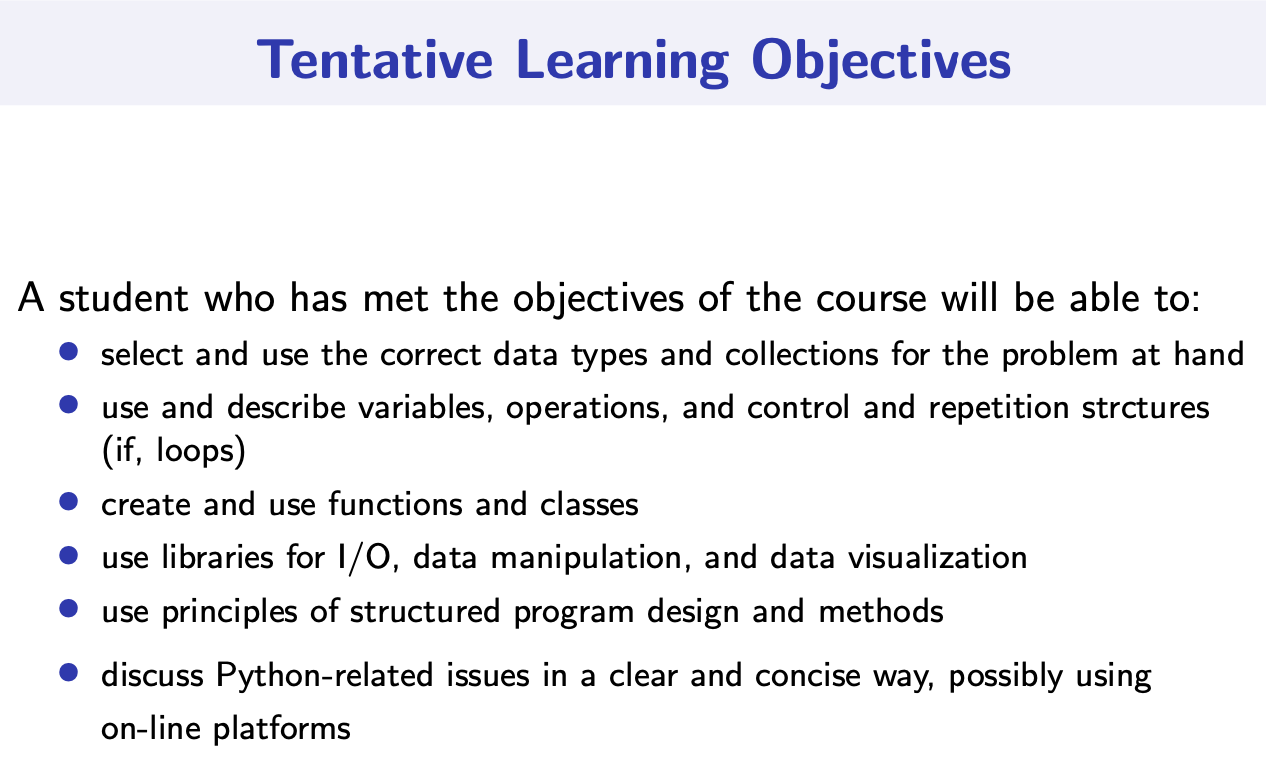 Tentative Learning Objectives
A student who has met the objectives of the course will be able to:
● select and use the correct data types and collections for the problem at hand
● use and describe variables, operations, and control and repetition strctures
(if, loops)
● create and use functions and classes
● use libraries for I/O, data manipulation, and data visualization
● use principles of structured program design and methods
● discuss Python-related issues in a clear and concise way, possibly using
on-line platforms